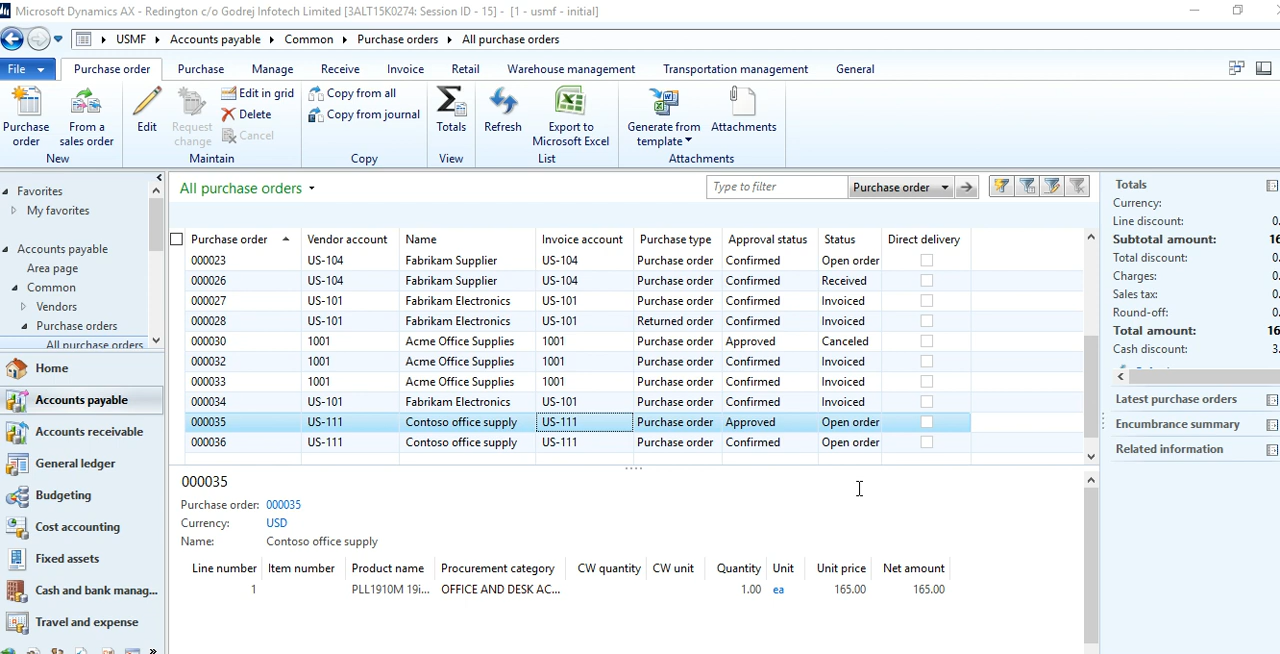 Microsoft Dynamics AX - Redington c/o Godrej Infotech Limited [3ALT15K0274: Session ID - 15] - [1 - usmf - initial]
USMF Accounts payable Common Purchase orders All purchase orders
File Purchase order Purchase Manage Receive Invoice Retail Warehouse management Transportation management General
Purchase order
From a sales order
New
Edit
Request change
Edit in grid
Delete
Cancel
Maintain
Copy from all
Copy from journal
Copy
Totals
View
Refresh
Export to Microsoft Excel
List
Generate from template
Attachments
Attachments
Favorites
My favorites
Accounts payable
Area page
Common
Vendors
Purchase orders
All purchase orders
Home
Accounts payable
Accounts receivable
General ledger
Budgeting
Cost accounting
Fixed assets
Cash and bank manag...
Travel and expense
All purchase orders
Type to filter Purchase order
Purchase order Vendor account Name Invoice account Purchase type Approval status Status Direct delivery
000023 US-104 Fabrikam Supplier US-104 Purchase order Confirmed Open order
000026 US-104 Fabrikam Supplier US-104 Purchase order Confirmed Received
000027 US-101 Fabrikam Electronics US-101 Purchase order Confirmed Invoiced
000028 US-101 Fabrikam Electronics US-101 Returned order Confirmed Invoiced
000030 1001 Acme Office Supplies 1001 Purchase order Approved Canceled
000032 1001 Acme Office Supplies 1001 Purchase order Confirmed Invoiced
000033 1001 Acme Office Supplies 1001 Purchase order Confirmed Invoiced
000034 US-101 Fabrikam Electronics US-101 Purchase order Confirmed Invoiced
000035 US-111 Contoso office supply US-111 Purchase order Approved Open order
000036 US-111 Contoso office supply US-111 Purchase order Confirmed Open order
000035
Purchase order: 000035
Currency: USD
Name: Contoso office supply
Line number Item number Product name Procurement category CW quantity CW unit Quantity Unit Unit price Net amount
1 PLL1910M 19i... OFFICE AND DESK AC... 1.00 ea 165.00 165.00
Totals
Currency:
Line discount: 0.
Subtotal amount: 16
Total discount: 0.
Charges: 0.
Sales tax: 0.
Round-off: 0.
Total amount: 16
Cash discount: 3.
Latest purchase orders
Encumbrance summary
Related information